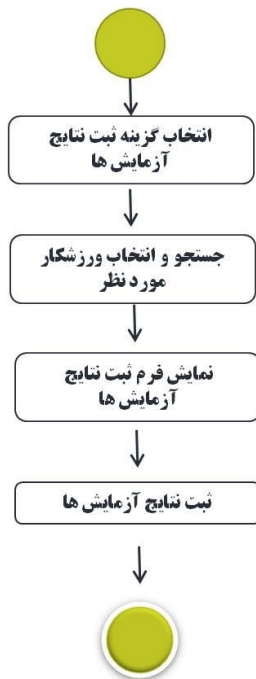 انتخاب گزینه ثبت نتایج
آزمایش ها
جستجو و انتخاب ورزشکار
مورد نظر
نمایش فرم ثبت نتایج
آزمایش ها
ثبت نتایج آزمایش ها